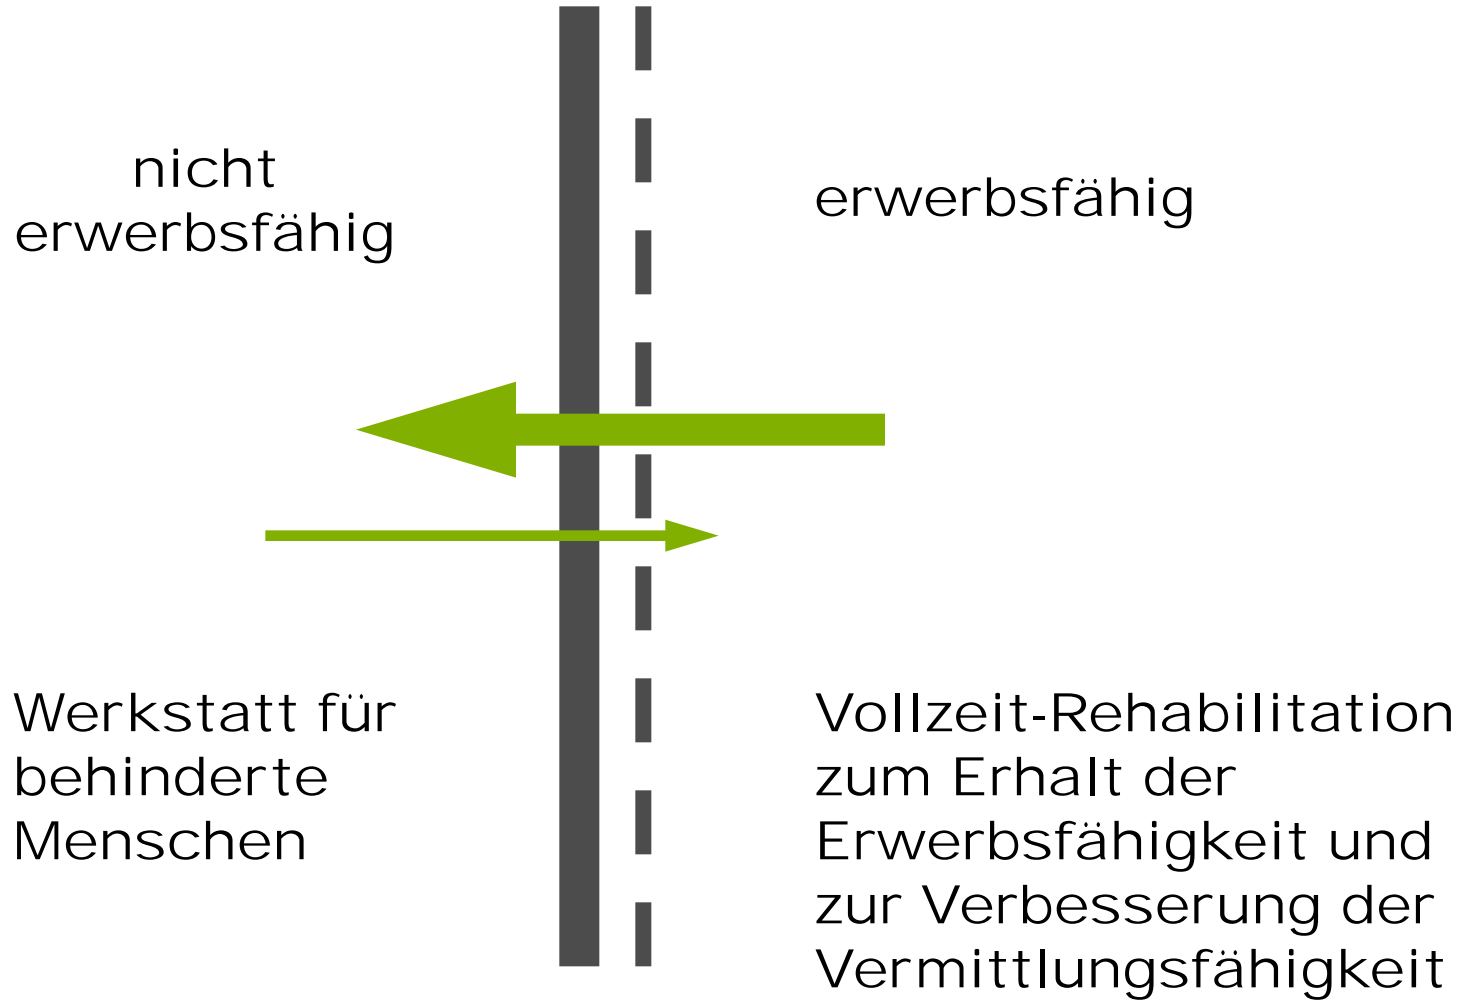 nicht
erwerbsfähig
erwerbsfähig
Werkstatt für
behinderte
Menschen
Vollzeit-Rehabilitation
zum Erhalt der
Erwerbsfähigkeit und
zur Verbesserung der
Vermittlungsfähigkeit